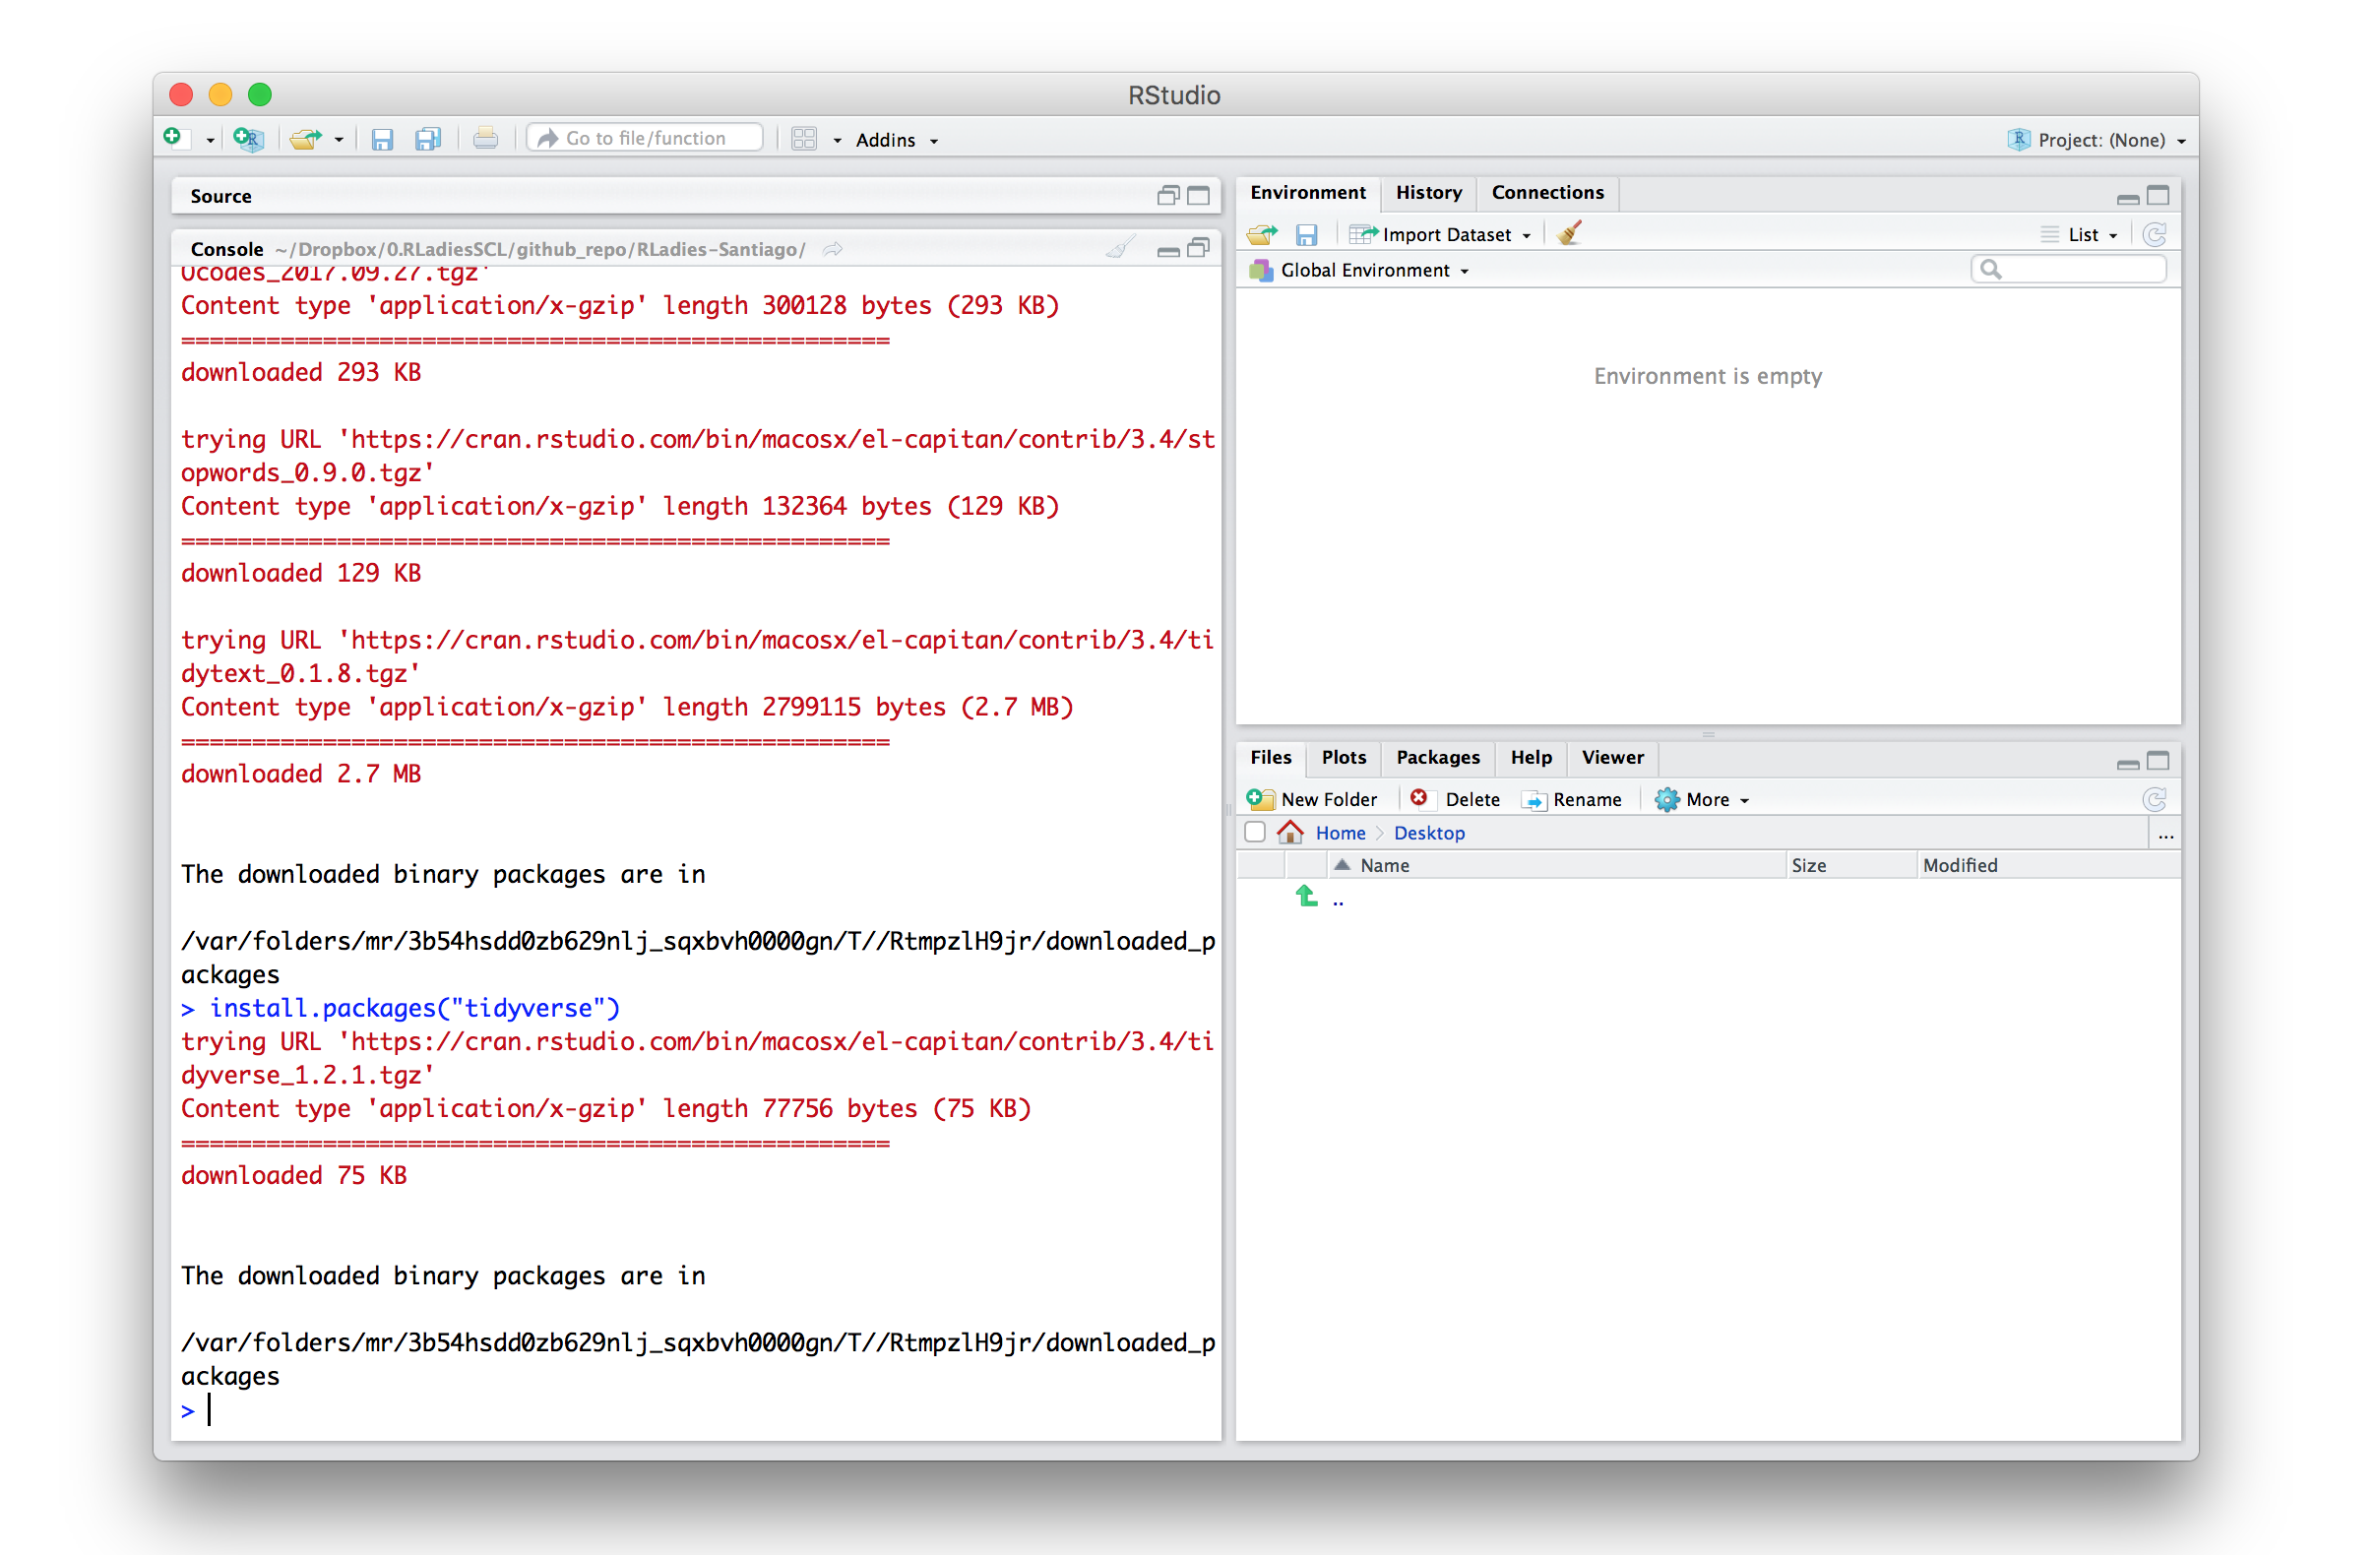 RStudio
Go to file/function
Addins
Project: (None)
Source
Console ~/Dropbox/0.RLadiesSCL/github_repo/RLadies-Santiago/
Ucodes_2017.09.27.tgz'
Content type 'application/x-gzip' length 300128 bytes (293 KB)
==================================================
downloaded 293 KB
trying URL 'https://cran.rstudio.com/bin/macosx/el-capitan/contrib/3.4/st
opwords_0.9.0.tgz'
Content type 'application/x-gzip' length 132364 bytes (129 KB)
==================================================
downloaded 129 KB
trying URL 'https://cran.rstudio.com/bin/macosx/el-capitan/contrib/3.4/ti
dytext_0.1.8.tgz'
Content type 'application/x-gzip' length 2799115 bytes (2.7 MB)
==================================================
downloaded 2.7 MB
The downloaded binary packages are in
/var/folders/mr/3b54hsdd0zb629nlj_sqxbvh0000gn/T//RtmpzlH9jr/downloaded_p
ackages
> install.packages("tidyverse")
trying URL 'https://cran.rstudio.com/bin/macosx/el-capitan/contrib/3.4/ti
dyverse_1.2.1.tgz'
Content type 'application/x-gzip' length 77756 bytes (75 KB)
==================================================
downloaded 75 KB
The downloaded binary packages are in
/var/folders/mr/3b54hsdd0zb629nlj_sqxbvh0000gn/T//RtmpzlH9jr/downloaded_p
ackages
>
Environment History Connections
Import Dataset
List
Global Environment
Environment is empty
Files Plots Packages Help Viewer
New Folder Delete Rename More
Home Desktop ...
Name Size Modified
..